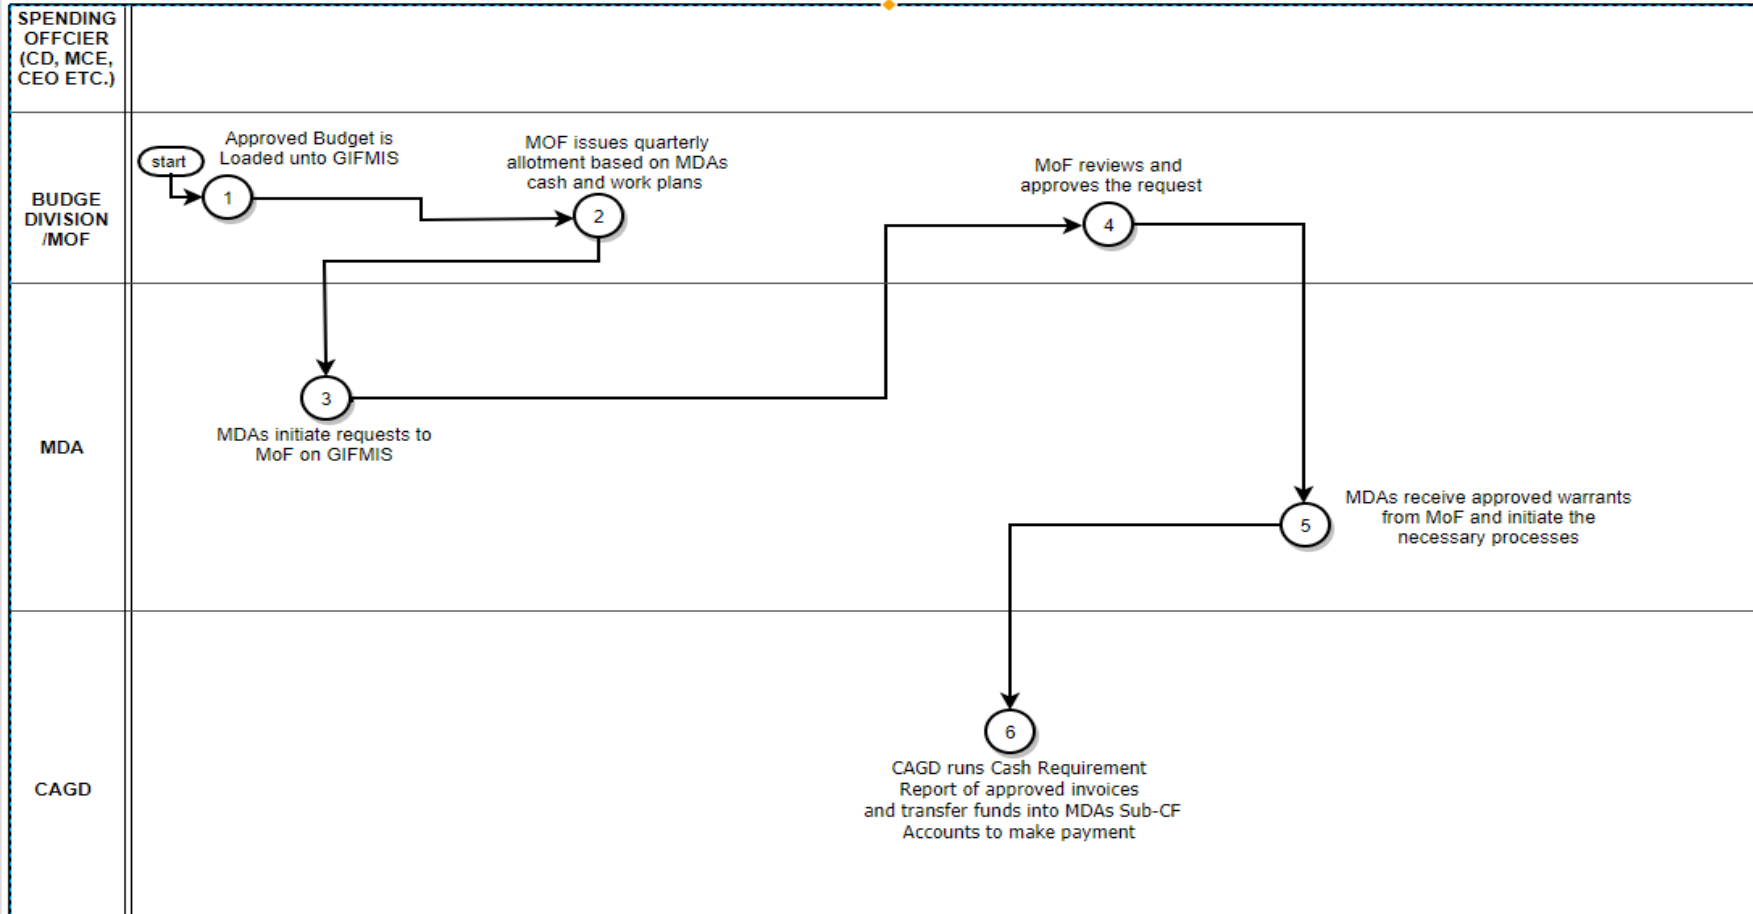 SPENDING
OFFCIER
(CD, MCE,
CEO ETC.)
BUDGE
DIVISION
/MOF
start
Approved Budget is
Loaded unto GIFMIS
1
MOF issues quarterly
allotment based on MDAs
cash and work plans
2
MoF reviews and
approves the request
4
MDA
3
MDAs initiate requests to
MoF on GIFMIS
5
MDAs receive approved warrants
from MoF and initiate the
necessary processes
CAGD
6
CAGD runs Cash Requirement
Report of approved invoices
and transfer funds into MDAs Sub-CF
Accounts to make payment